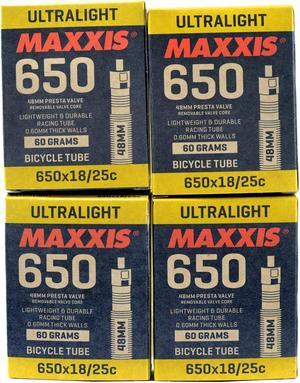 ULTRALIGHT
MAXXIS®
650
48MM PRESTA VALVE
REMOVABLE VALVE CORE
LIGHTWEIGHT & DURABLE
RACING TUBE
0.60MM THICK WALLS
60 GRAMS
BICYCLE TUBE
48MM
650x18/25c
ULTRALIGHT
MAXXIS®
650
48MM PRESTA VALVE
REMOVABLE VALVE CORE
LIGHTWEIGHT & DURABLE
RACING TUBE
0.60MM THICK WALLS
60 GRAMS
BICYCLE TUBE
48MM
650x18/25c
ULTRALIGHT
MAXXIS®
650
48MM PRESTA VALVE
REMOVABLE VALVE CORE
LIGHTWEIGHT & DURABLE
RACING TUBE
0.60MM THICK WALLS
60 GRAMS
BICYCLE TUBE
48MM
650x18/25c
ULTRALIGHT
MAXXIS®
650
48MM PRESTA VALVE
REMOVABLE VALVE CORE
LIGHTWEIGHT & DURABLE
RACING TUBE
0.60MM THICK WALLS
60 GRAMS
BICYCLE TUBE
48MM
650x18/25c